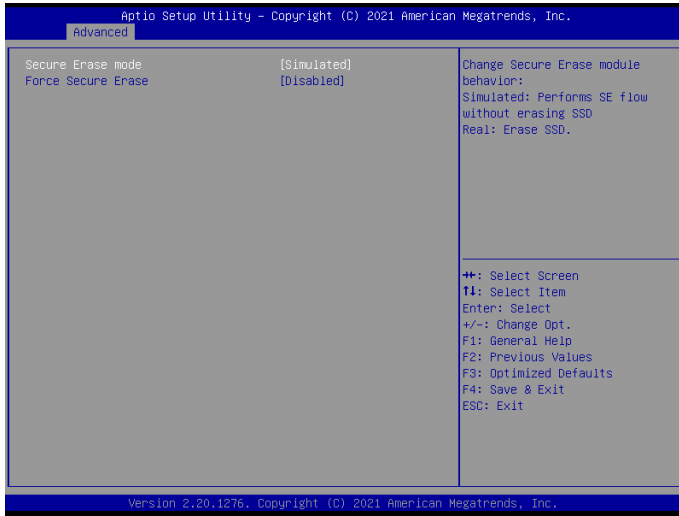 Aptio Setup Utility – Copyright (C) 2021 American Megatrends, Inc.
Advanced
Secure Erase mode [Simulated]
Force Secure Erase [Disabled]
Change Secure Erase module
behavior:
Simulated: Performs SE flow
without erasing SSD
Real: Erase SSD.
→←: Select Screen
↑↓: Select Item
Enter: Select
+/-: Change Opt.
F1: General Help
F2: Previous Values
F3: Optimized Defaults
F4: Save & Exit
ESC: Exit
Version 2.20.1276. Copyright (C) 2021 American Megatrends, Inc.